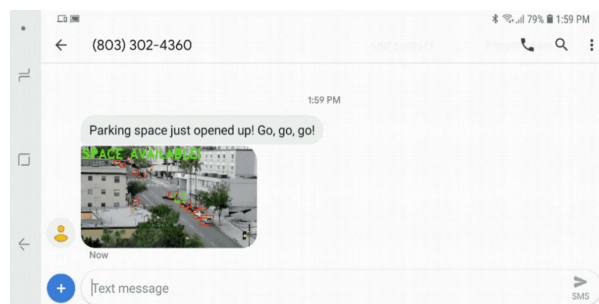 79% 1:59 PM
(803) 302-4360
1:59 PM
Parking space just opened up! Go, go, go!
SPACE AVAILABLE!
Now
Text message
SMS